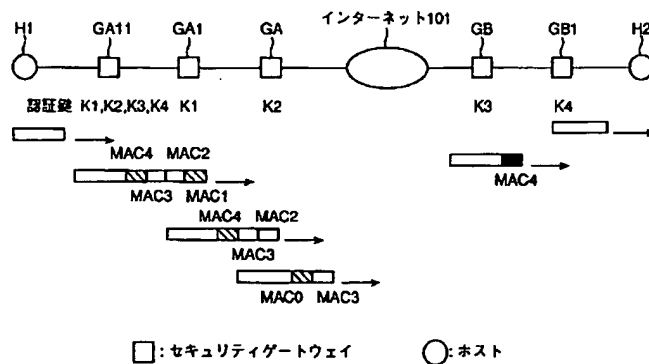 H1 GA11 GA1 GA インターネット101 GB GB1 H2
認証鍵 K1,K2,K3,K4 K1 K2 K3 K4
MAC4 MAC2
MAC3 MAC1
MAC4
MAC4 MAC2
MAC3
MAC0 MAC3
□:セキュリティゲートウェイ ○:ホスト